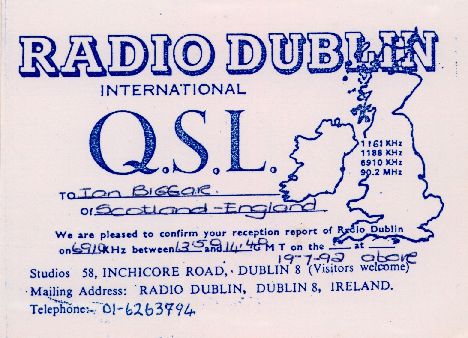 RADIO DUBLIN
INTERNATIONAL
Q.S.L.
1161 KHz
1188 KHz
6910 KHz
90.2 MHz
TO Ian Biggar.
Of Scotland-England
We are pleased to confirm your reception report of Radio Dublin
on 6910 KHz between 13.59 and 14.40 G M T on the at
19-7-92 above
Studios 58, INCHICORE ROAD, DUBLIN 8 (Visitors welcome)
Mailing Address: RADIO DUBLIN, DUBLIN 8, IRELAND.
Telephone:- 01-6263794